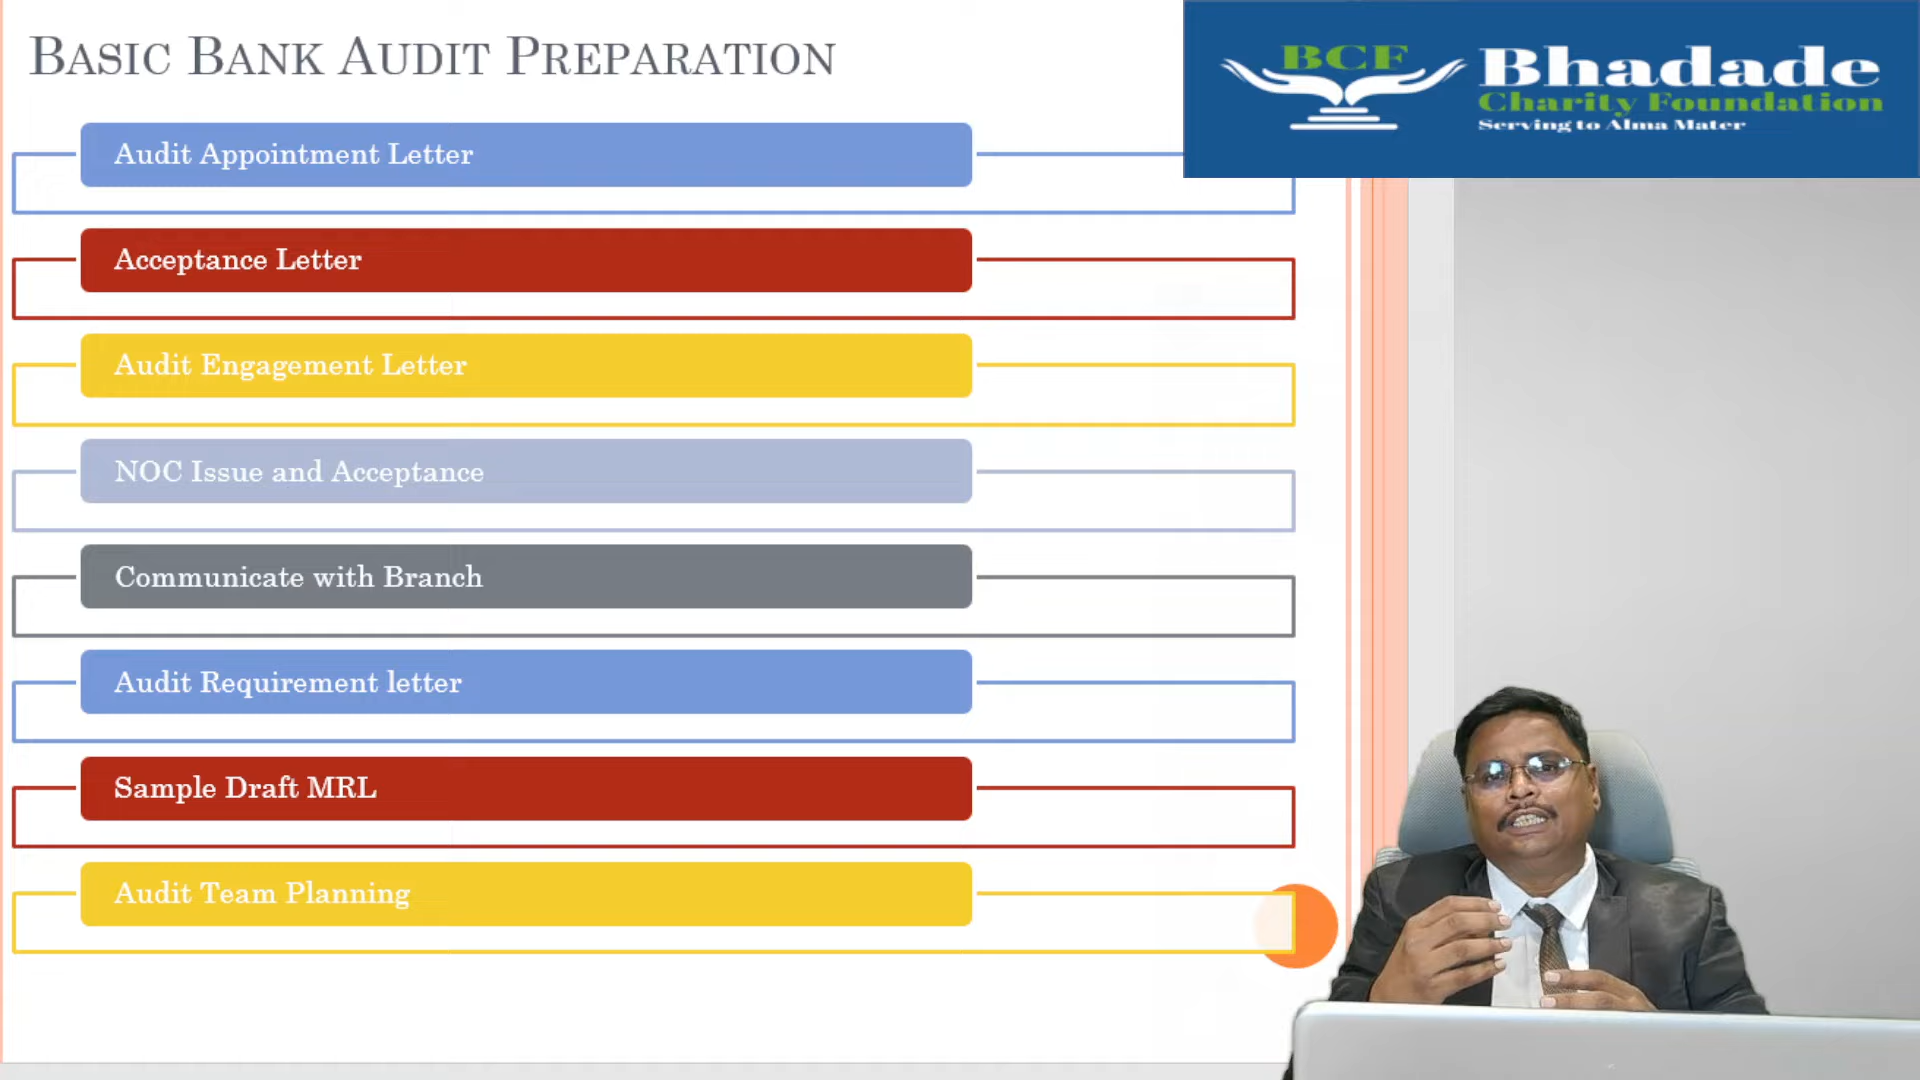 Basic Bank Audit Preparation
BCF
Bhadade
Charity Foundation
Serving to Alma Mater
Audit Appointment Letter
Acceptance Letter
Audit Engagement Letter
NOC Issue and Acceptance
Communicate with Branch
Audit Requirement letter
Sample Draft MRL
Audit Team Planning